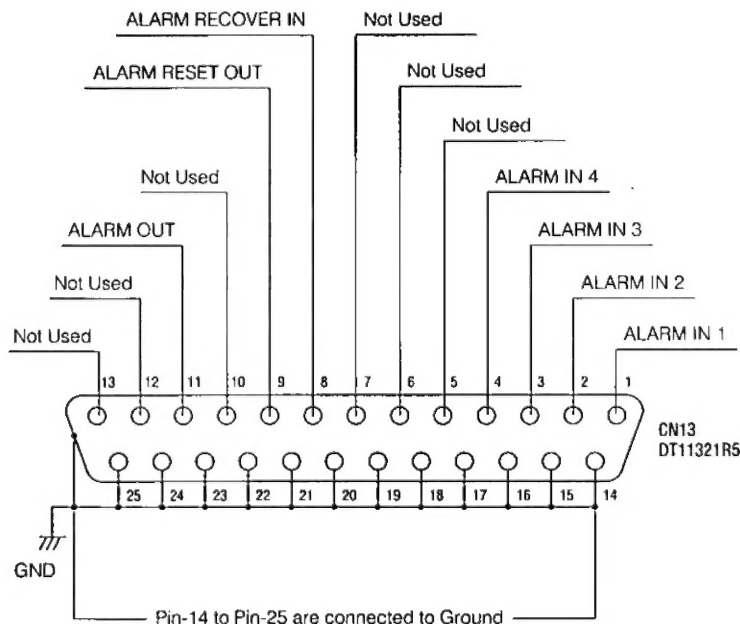 ALARM RECOVER IN
Not Used
ALARM RESET OUT
Not Used
Not Used
Not Used
ALARM IN 4
ALARM OUT
ALARM IN 3
Not Used
ALARM IN 2
Not Used
ALARM IN 1
13 12 11 10 9 8 7 6 5 4 3 2 1
CN13
DT11321R5
25 24 23 22 21 20 19 18 17 16 15 14
GND
Pin-14 to Pin-25 are connected to Ground